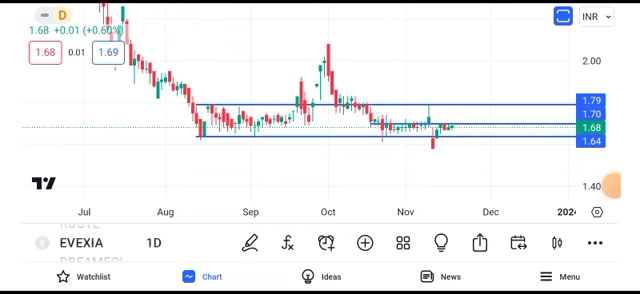 D
INR
1.68 +0.01 (+0.60%)
1.68 0.01 1.69
2.00
1.79
1.70
1.68
1.64
1.40
Jul Aug Sep Oct Nov Dec 2024
ROUTE
EVEXIA 1D
Watchlist Chart Ideas News Menu